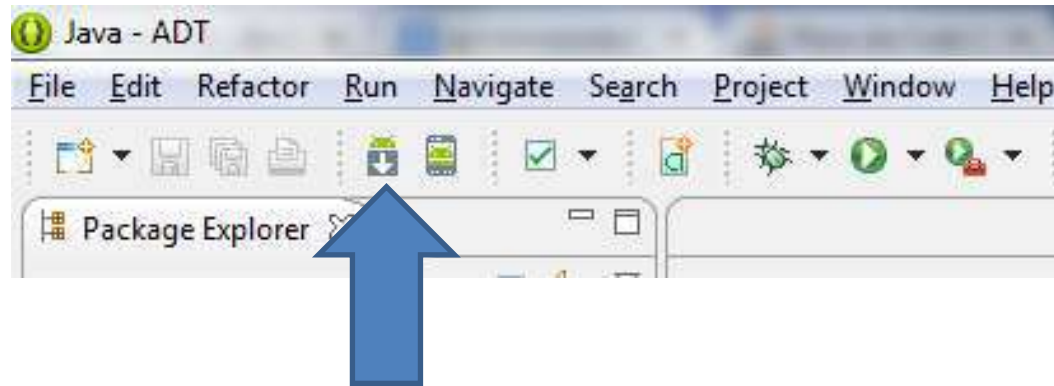 Java - ADT
File Edit Refactor Run Navigate Search Project Window Help
Package Explorer